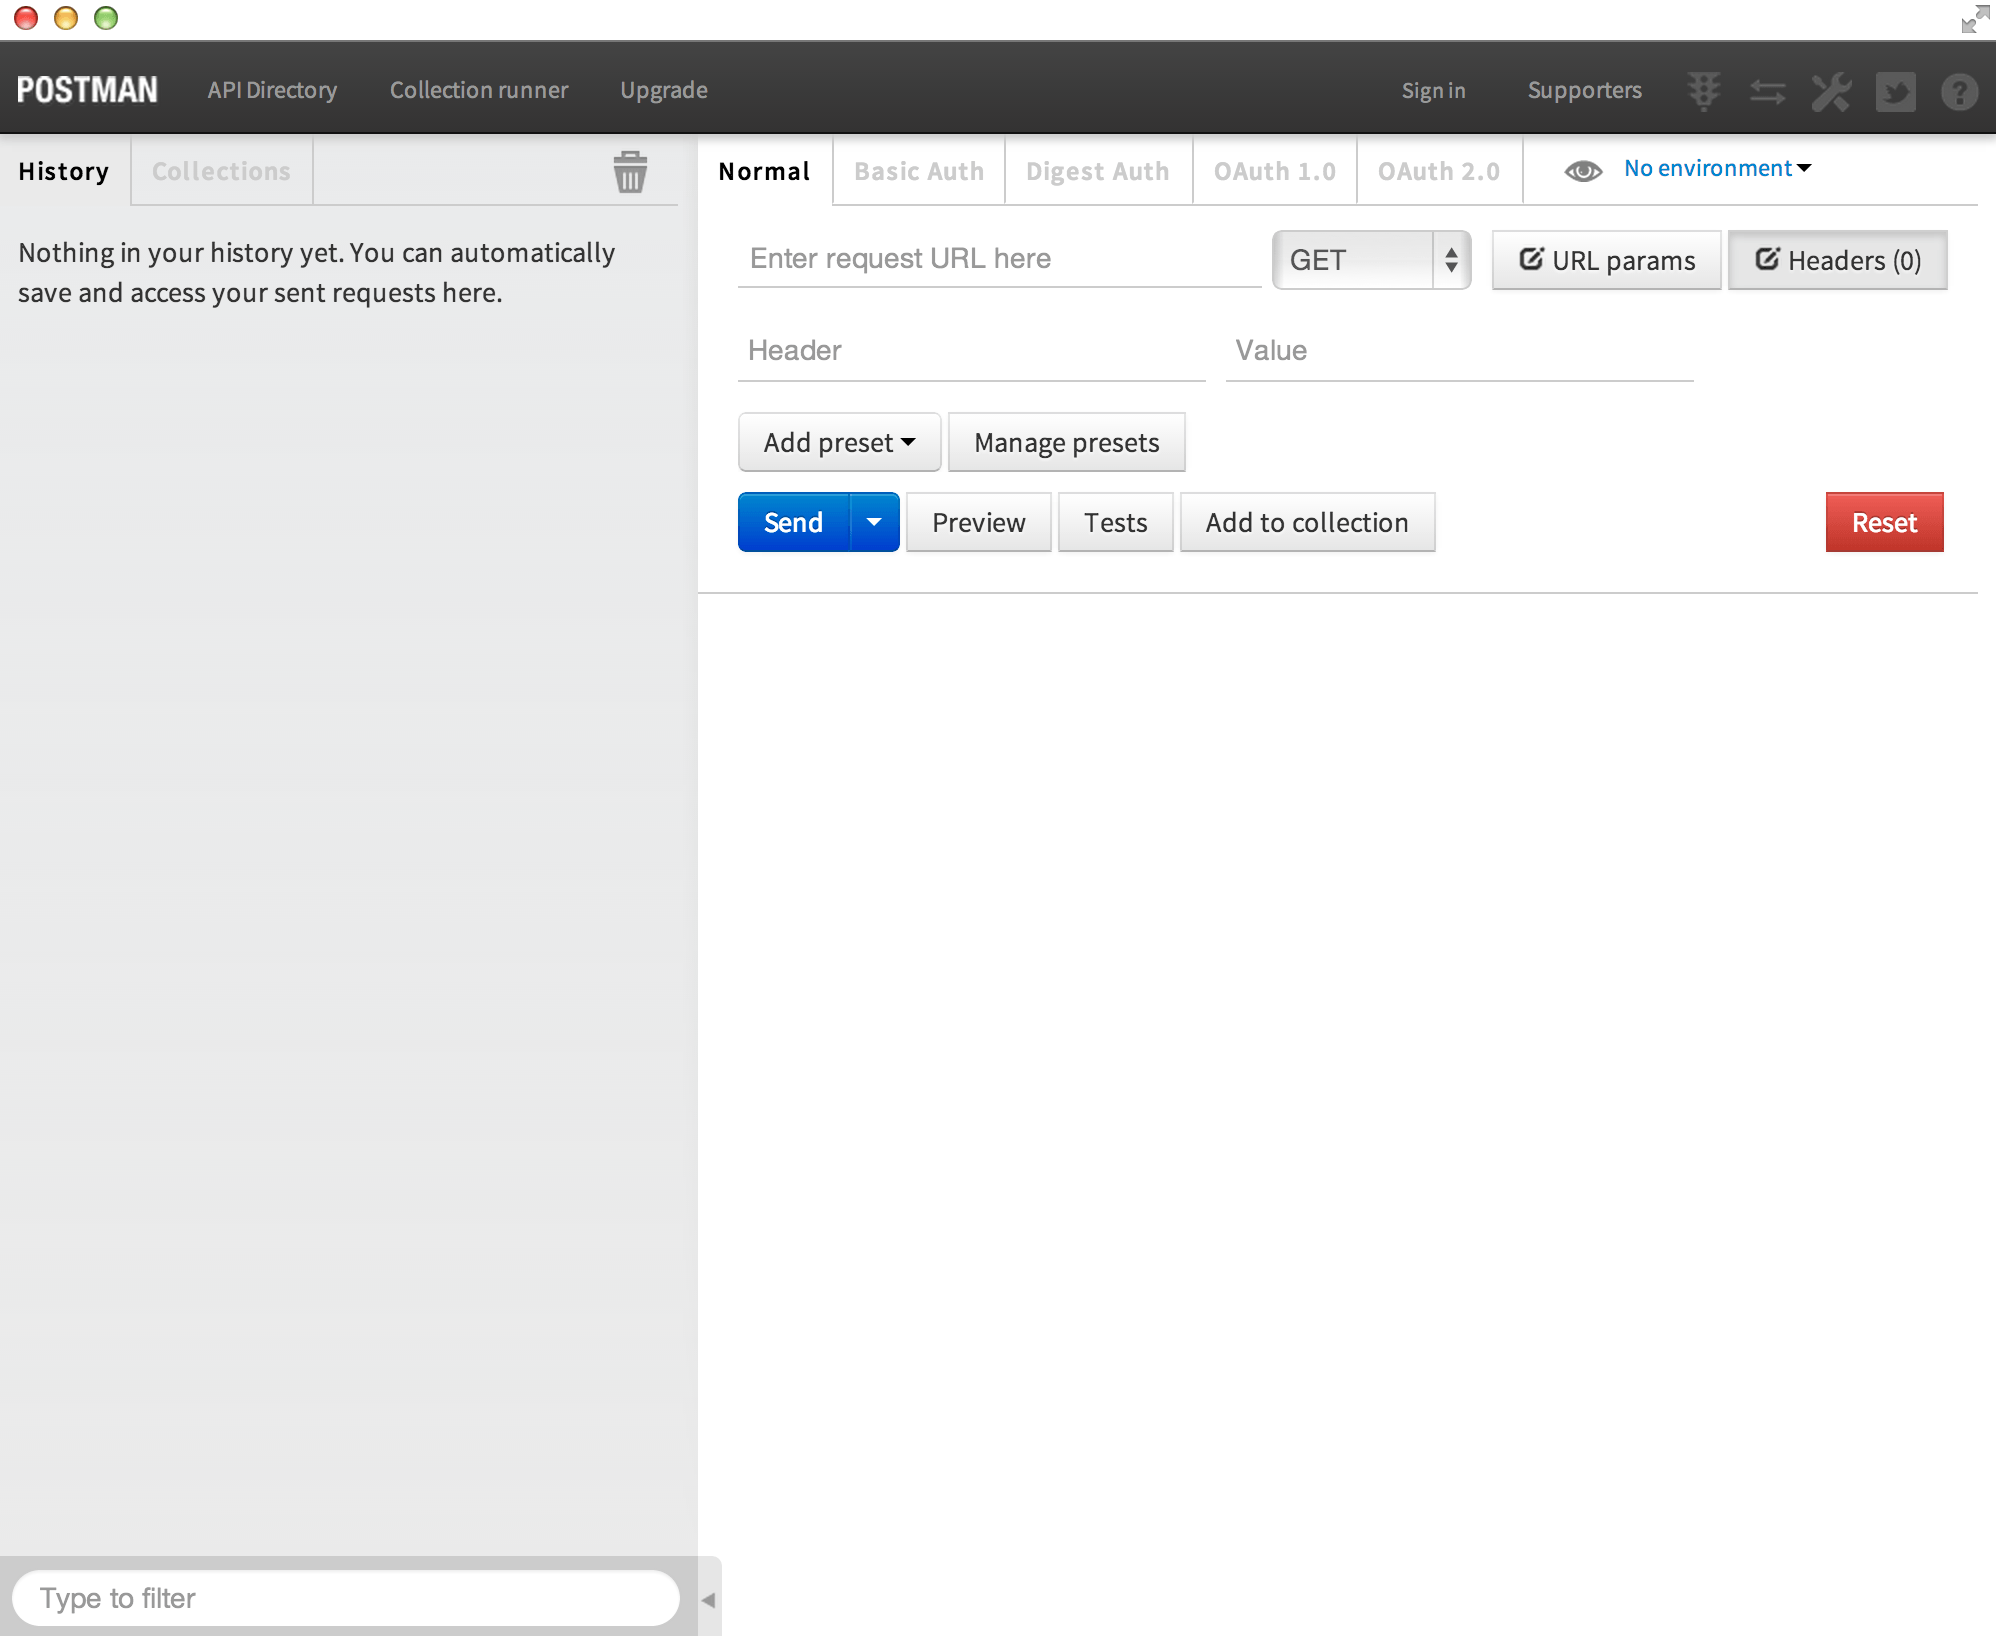 POSTMAN API Directory Collection runner Upgrade Sign in Supporters ?
History Collections
Nothing in your history yet. You can automatically
save and access your sent requests here.
Normal Basic Auth Digest Auth OAuth 1.0 OAuth 2.0 No environment
Enter request URL here GET URL params Headers (0)
Header Value
Add preset Manage presets
Send Preview Tests Add to collection Reset
Type to filter